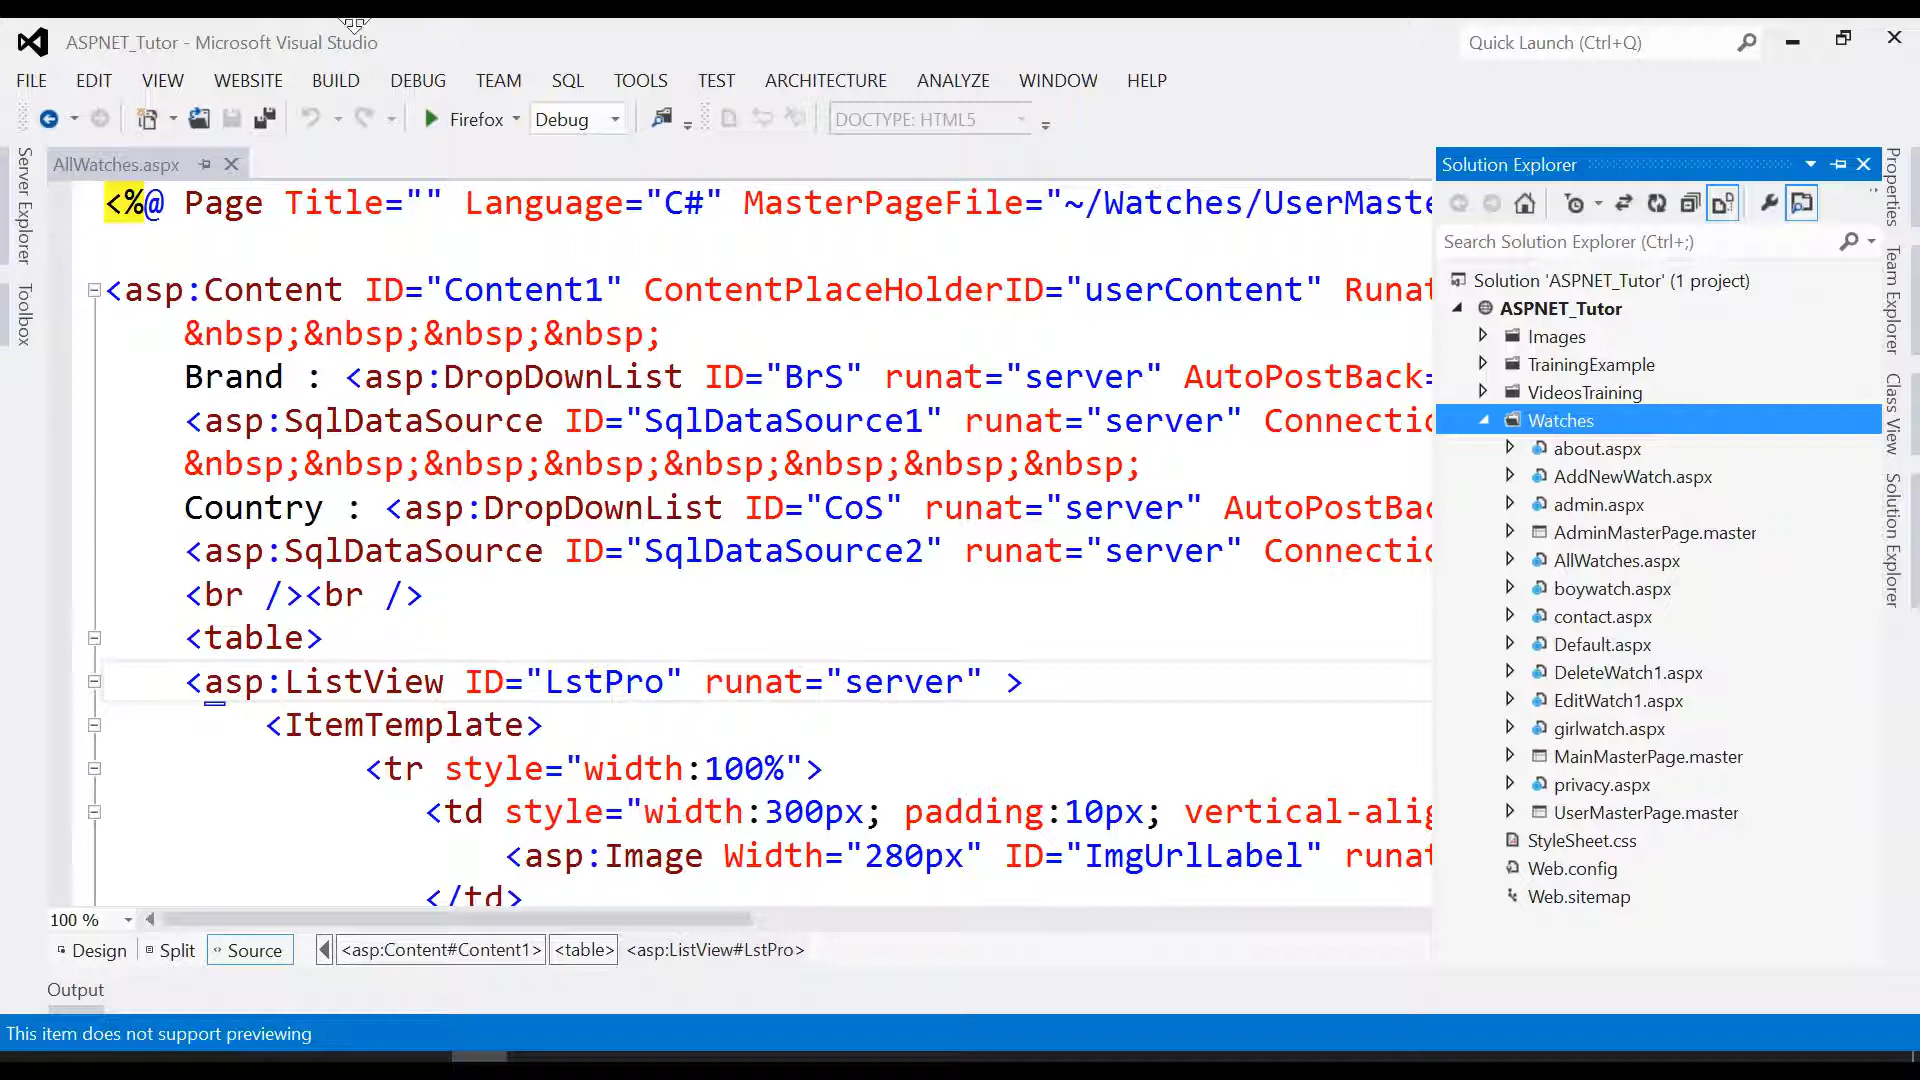 ASPNET_Tutor - Microsoft Visual Studio
Quick Launch (Ctrl+Q)
FILE EDIT VIEW WEBSITE BUILD DEBUG TEAM SQL TOOLS TEST ARCHITECTURE ANALYZE WINDOW HELP
Firefox Debug DOCTYPE: HTML5
Server Explorer
Toolbox
AllWatches.aspx
<%@ Page Title="" Language="C#" MasterPageFile="~/Watches/UserMaste
<asp:Content ID="Content1" ContentPlaceHolderID="userContent" Runat
&nbsp;&nbsp;&nbsp;&nbsp;
Brand : <asp:DropDownList ID="BrS" runat="server" AutoPostBack=
<asp:SqlDataSource ID="SqlDataSource1" runat="server" Connectio
&nbsp;&nbsp;&nbsp;&nbsp;&nbsp;&nbsp;&nbsp;&nbsp;
Country : <asp:DropDownList ID="CoS" runat="server" AutoPostBac
<asp:SqlDataSource ID="SqlDataSource2" runat="server" Connectio
<br /><br />
<table>
<asp:ListView ID="LstPro" runat="server" >
<ItemTemplate>
<tr style="width:100%">
<td style="width:300px; padding:10px; vertical-alig
<asp:Image Width="280px" ID="ImgUrlLabel" runat
</td>
100 %
Design Split Source <asp:Content#Content1> <table> <asp:ListView#LstPro>
Output
This item does not support previewing
Solution Explorer
Search Solution Explorer (Ctrl+;)
Solution 'ASPNET_Tutor' (1 project)
ASPNET_Tutor
Images
TrainingExample
VideosTraining
Watches
about.aspx
AddNewWatch.aspx
admin.aspx
AdminMasterPage.master
AllWatches.aspx
boywatch.aspx
contact.aspx
Default.aspx
DeleteWatch1.aspx
EditWatch1.aspx
girlwatch.aspx
MainMasterPage.master
privacy.aspx
UserMasterPage.master
StyleSheet.css
Web.config
Web.sitemap
Properties
Team Explorer
Class View
Solution Explorer